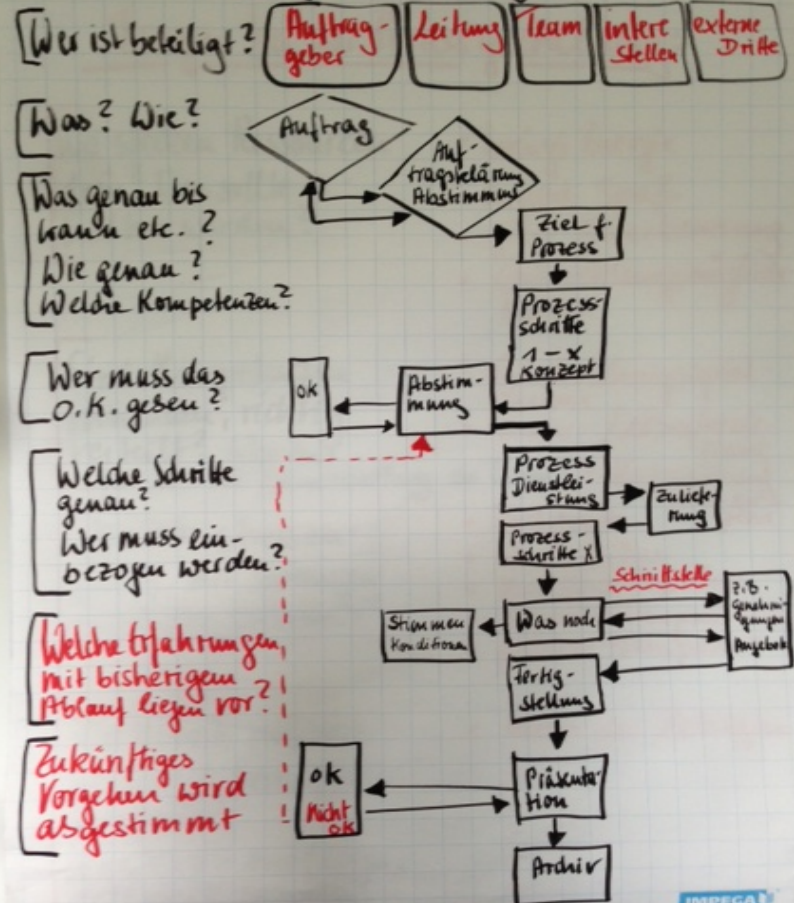 Wer ist beteiligt?
Auftrag-
geber
Leitung
Team
intere
Stellen
externe
Dritte
Was? Wie?
Auftrag
Auf-
tragsklärung
Abstimmung
Was genau bis
wann etc. ?
Wie genau ?
Welche Kompetenzen?
Ziel f.
Prozess
Prozess-
schritte
1 – x
Konzept
Wer muss das
O.K. geben ?
ok
Abstim-
mung
Welche Schritte
genau?
Wer muss ein-
bezogen werden?
Prozess
Dienstlei-
stung
Zuliefe-
rung
Prozess-
schritte X
Schnittstelle
Was noch
z.B.
Genehmi-
gungen
Angebote
Stimmen
Konditionen
Welche Erfahrungen
mit bisherigem
Ablauf liegen vor?
Fertig-
stellung
Zukünftiges
Vorgehen wird
abgestimmt
ok
Nicht
ok
Präsenta-
tion
Archiv
IMPEGA